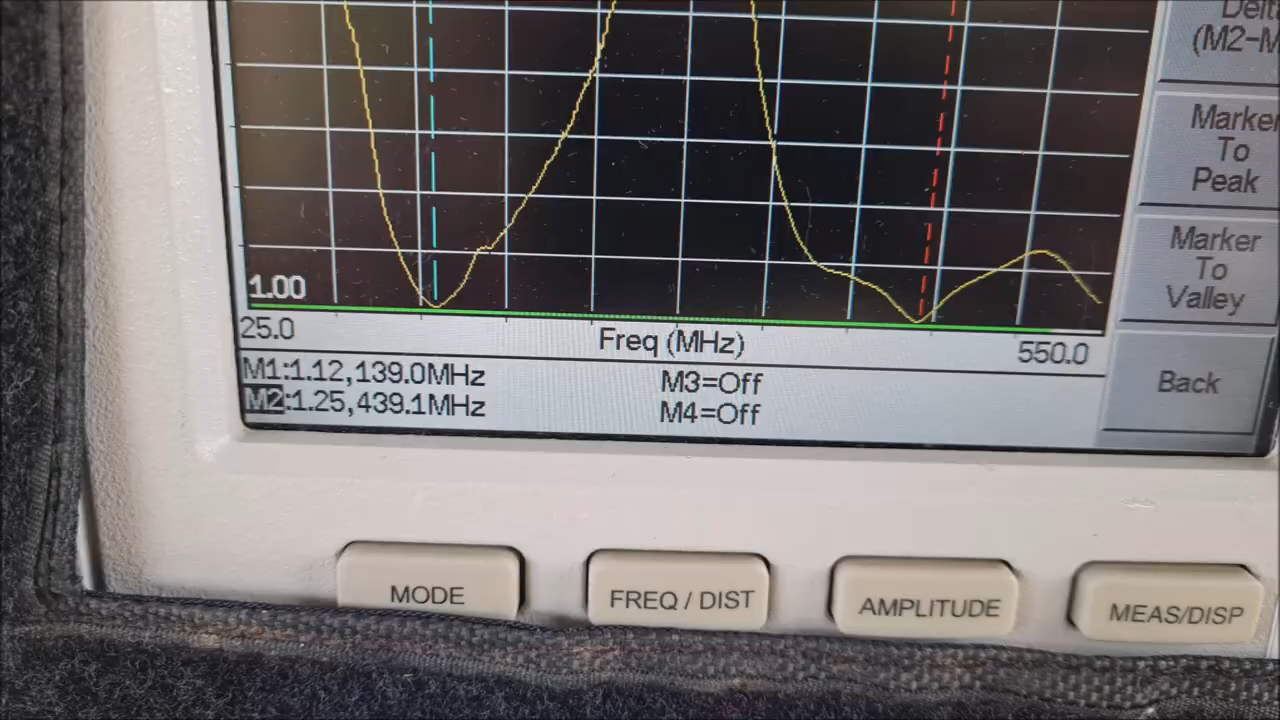 (M2-M
Marker
To
Peak
Marker
To
Valley
1.00
25.0
Freq (MHz)
550.0
M1:1.12,139.0MHz
M3=Off
M2:1.25,439.1MHz
M4=Off
Back
MODE
FREQ / DIST
AMPLITUDE
MEAS/DISP